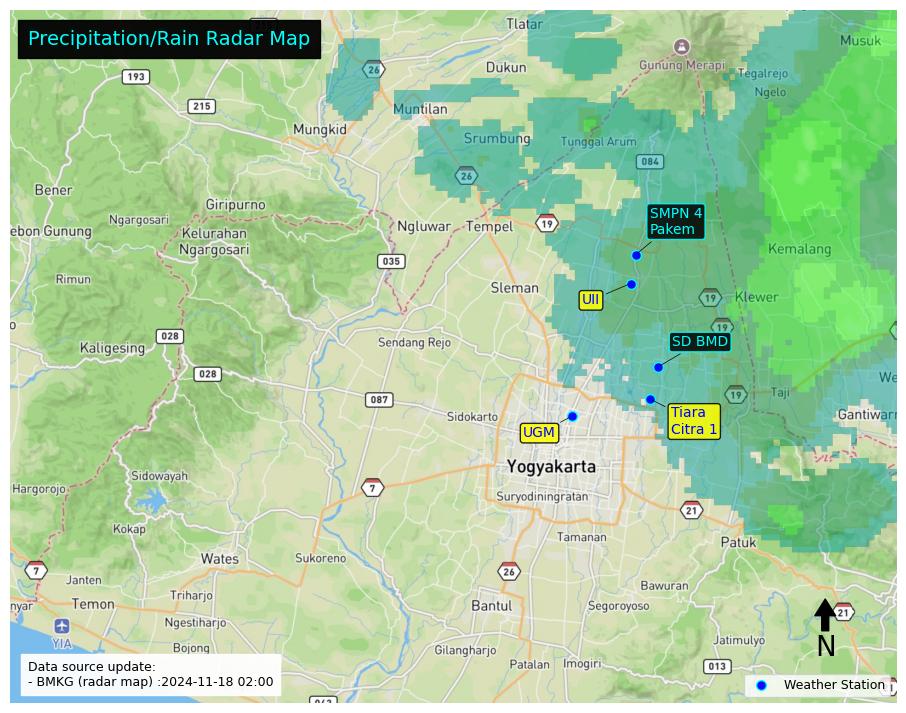 Precipitation/Rain Radar Map
Tlatar
Musuk
26
193
Dukun
Gunung Merapi
Tegalrejo
Ngelo
215
Muntilan
Mungkid
Srumbung
Tunggal Arum
084
26
Bener
Giripurno
SMPN 4
Pakem
Ngargosari
ebon Gunung
Kelurahan
Ngargosari
Ngluwar
Tempel
19
Kemalang
035
Rimun
Sleman
UII
19
Klewer
o
028
Sendang Rejo
19
SD BMD
Kaligesing
028
We
087
19
Taji
Sidokarto
Tiara
Citra 1
Gantiwarn
UGM
Yogyakarta
Sidowayah
Hargorojo
7
Suryodiningratan
21
Kokap
Tamanan
Patuk
Wates
Sukoreno
7
26
Janten
Bawuran
nyar
Temon
Triharjo
Bantul
Segoroyoso
21
Ngestiharjo
YIA
Bojong
Gilangharjo
Jatimulyo
N
Patalan
Imogiri
013
Data source update:
- BMKG (radar map) :2024-11-18 02:00
Weather Station